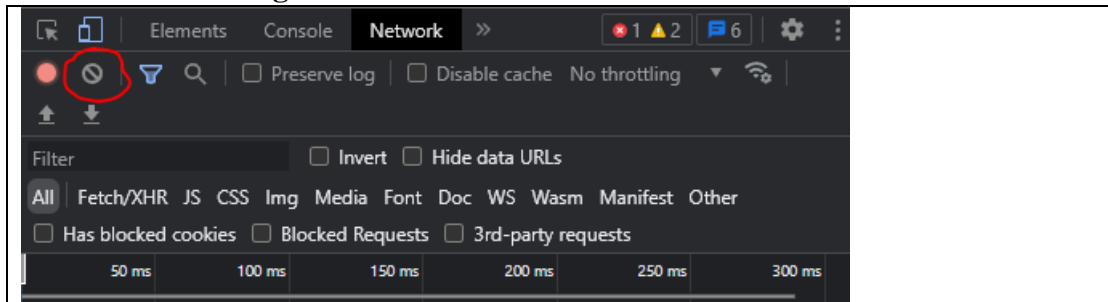 Elements Console Network » 1 2 6
Preserve log Disable cache No throttling
Filter Invert Hide data URLs
All Fetch/XHR JS CSS Img Media Font Doc WS Wasm Manifest Other
Has blocked cookies Blocked Requests 3rd-party requests
50 ms 100 ms 150 ms 200 ms 250 ms 300 ms